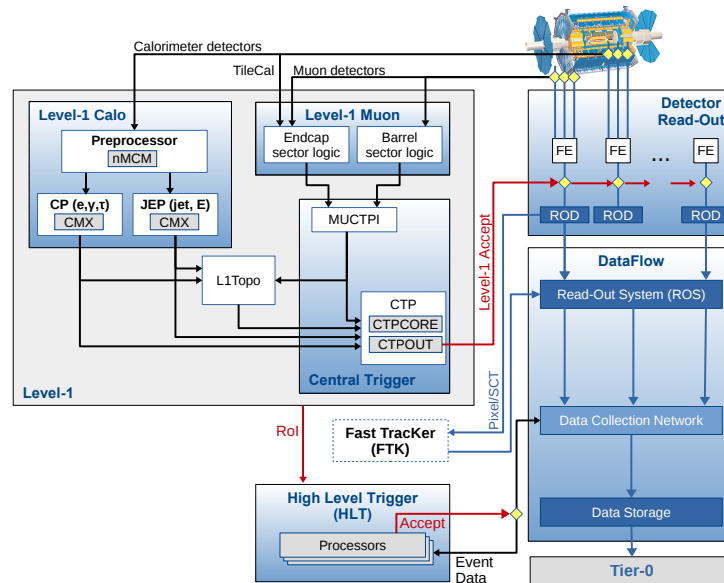 Calorimeter detectors
TileCal
Muon detectors
Level-1 Calo
Preprocessor
nMCM
CP (e,γ,τ)
CMX
JEP (jet, E)
CMX
Level-1 Muon
Endcap
sector logic
Barrel
sector logic
MUCTPI
L1Topo
CTP
CTPCORE
CTPOUT
Central Trigger
Level-1
Level-1 Accept
Detector
Read-Out
FE
FE
...
FE
ROD
ROD
ROD
DataFlow
Read-Out System (ROS)
Pixel/SCT
RoI
Fast TracKer
(FTK)
Data Collection Network
High Level Trigger
(HLT)
Accept
Processors
Event
Data
Data Storage
Tier-0